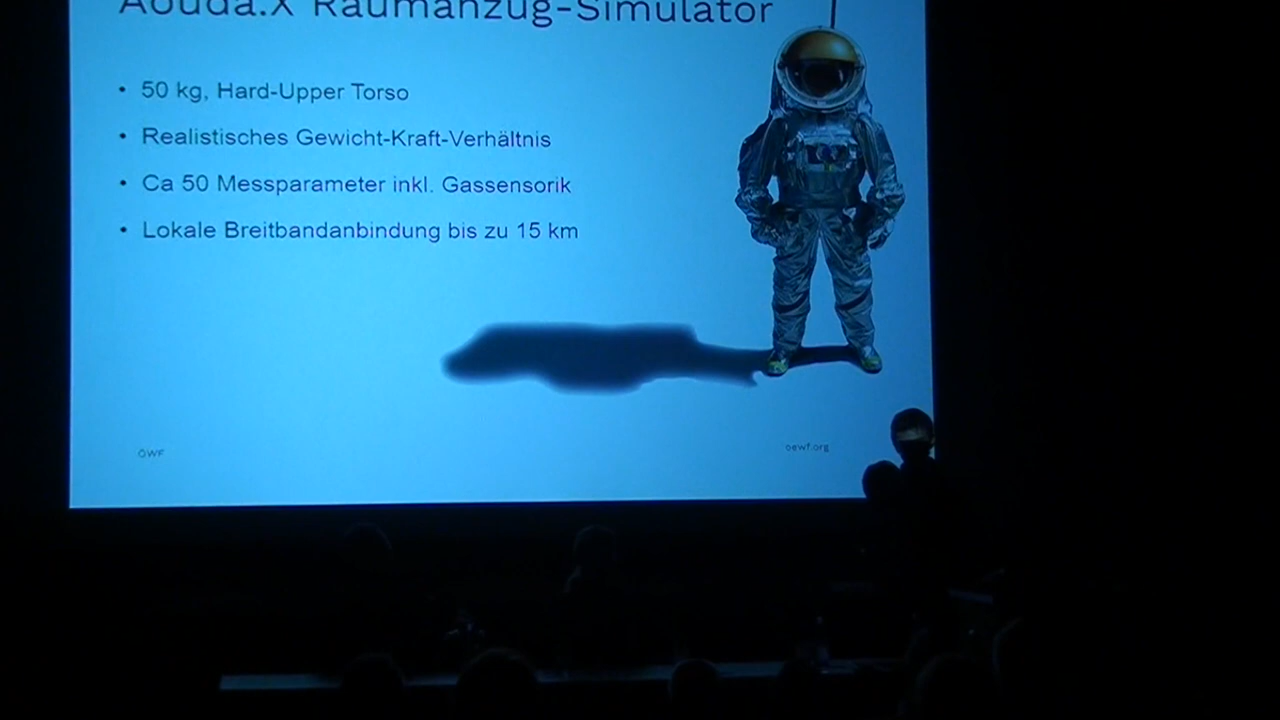 Aouda.X Raumanzug-Simulator
• 50 kg, Hard-Upper Torso
• Realistisches Gewicht-Kraft-Verhältnis
• Ca 50 Messparameter inkl. Gassensorik
• Lokale Breitbandanbindung bis zu 15 km
ÖWF
oewf.org